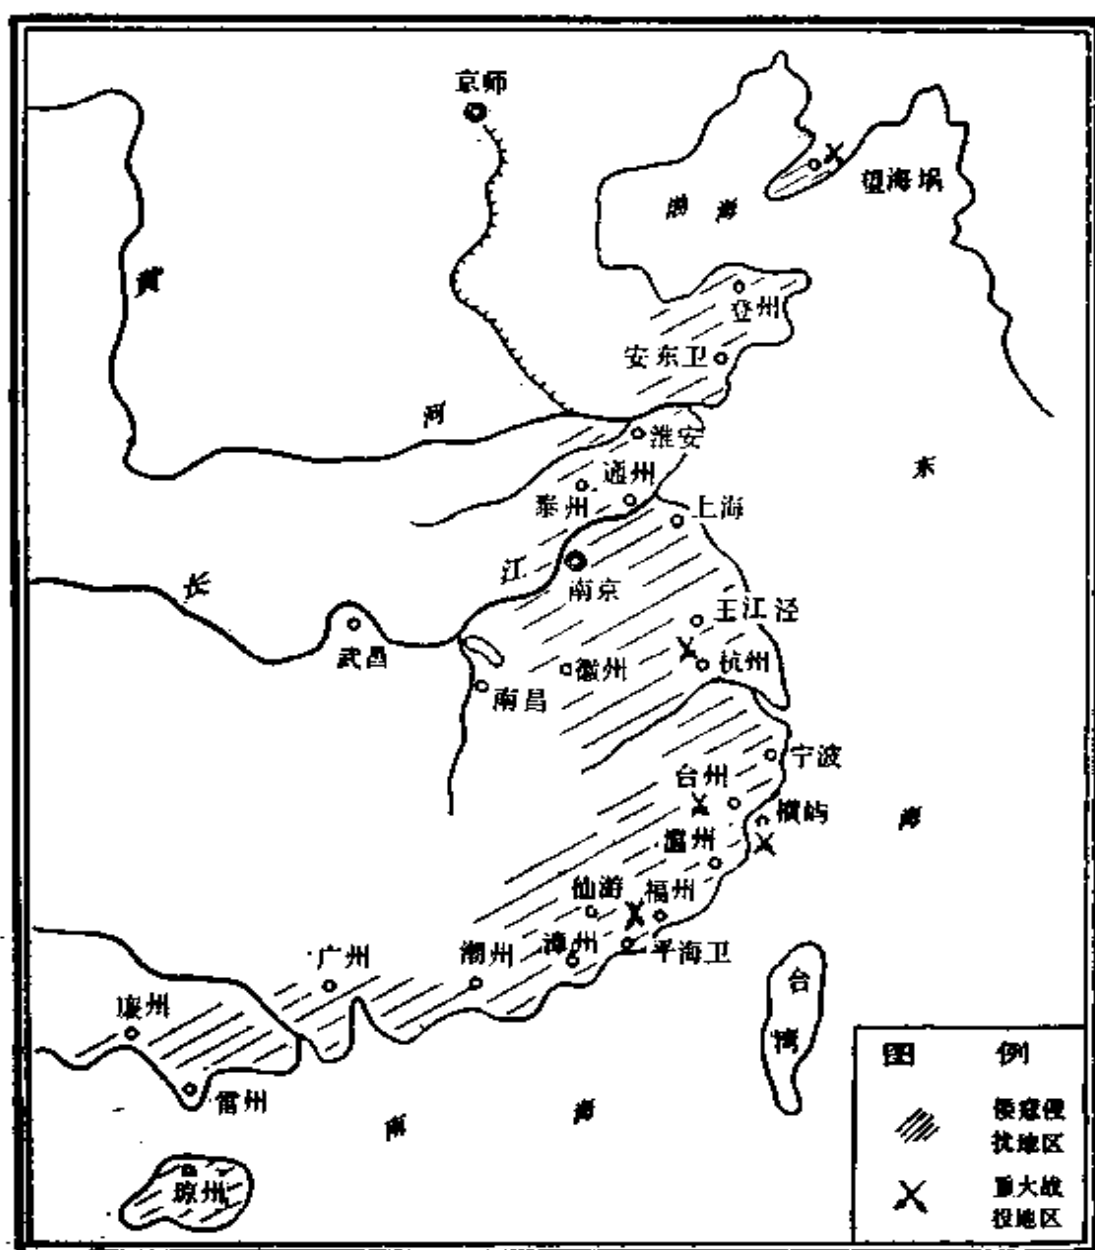 京师
望海埚
渤海
登州
黄
安东卫
河
淮安
东
通州
泰州
上海
江
长
南京
王江泾
武昌
徽州
杭州
南昌
宁波
台州
横屿
海
温州
仙游
福州
漳州
平海卫
广州
潮州
台
廉州
湾
图例
雷州
南
海
倭寇侵
扰地区
琼州
重大战
役地区